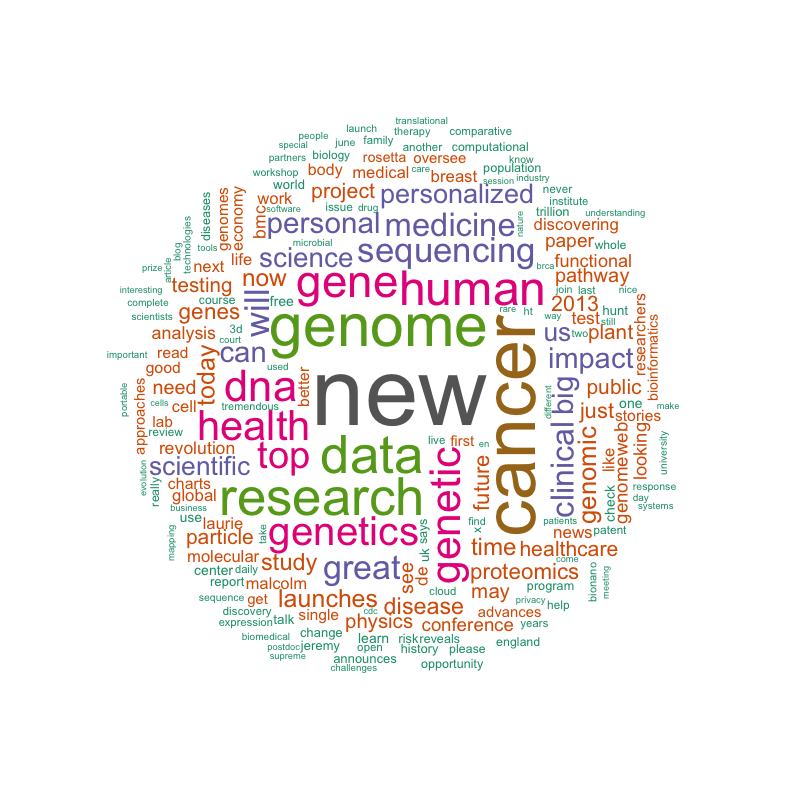 translational
launch
therapy
comparative
people
june
family
another
computational
special
partners
biology
rosetta
oversee
know
workshop
body
medical
care
breast
population
session
industry
never
world
project
personalized
institute
diseases
genomes
economy
bmc
work
software
issue
drug
trillion
understanding
tools
technologies
blog
article
prize
personal
medicine
nature
discovering
microbial
science
sequencing
paper
whole
next
life
brca
functional
interesting
testing
now
gene
human
pathway
join
last
nice
complete
course
will
free
2013
scientists
genes
genome
rare
ht
way
hunt
test
still
important
analysis
3d
court
us
two
plant
researchers
bioinformatics
read
can
impact
good
today
used
new
cancer
portable
approaches
cells
need
dna
better
different
big
public
make
cell
tremendous
just
one
stories
lab
health
live
first
en
clinical
genomic
genomeweb
looking
like
review
revolution
top
data
genetic
future
university
evolution
really
scientific
charts
global
research
check
response
day
systems
business
use
laurie
take
genetics
find
x
patients
news
patent
mapping
particle
uk
says
time
healthcare
come
molecular
study
great
see
de
proteomics
bionano
meeting
center
daily
report
malcolm
cloud
may
program
sequence
get
launches
disease
privacy
help
discovery
expression
talk
single
cdc
physics
conference
advances
years
biomedical
change
learn
risk
reveals
england
postdoc
jeremy
open
history
please
supreme
announces
opportunity
challenges